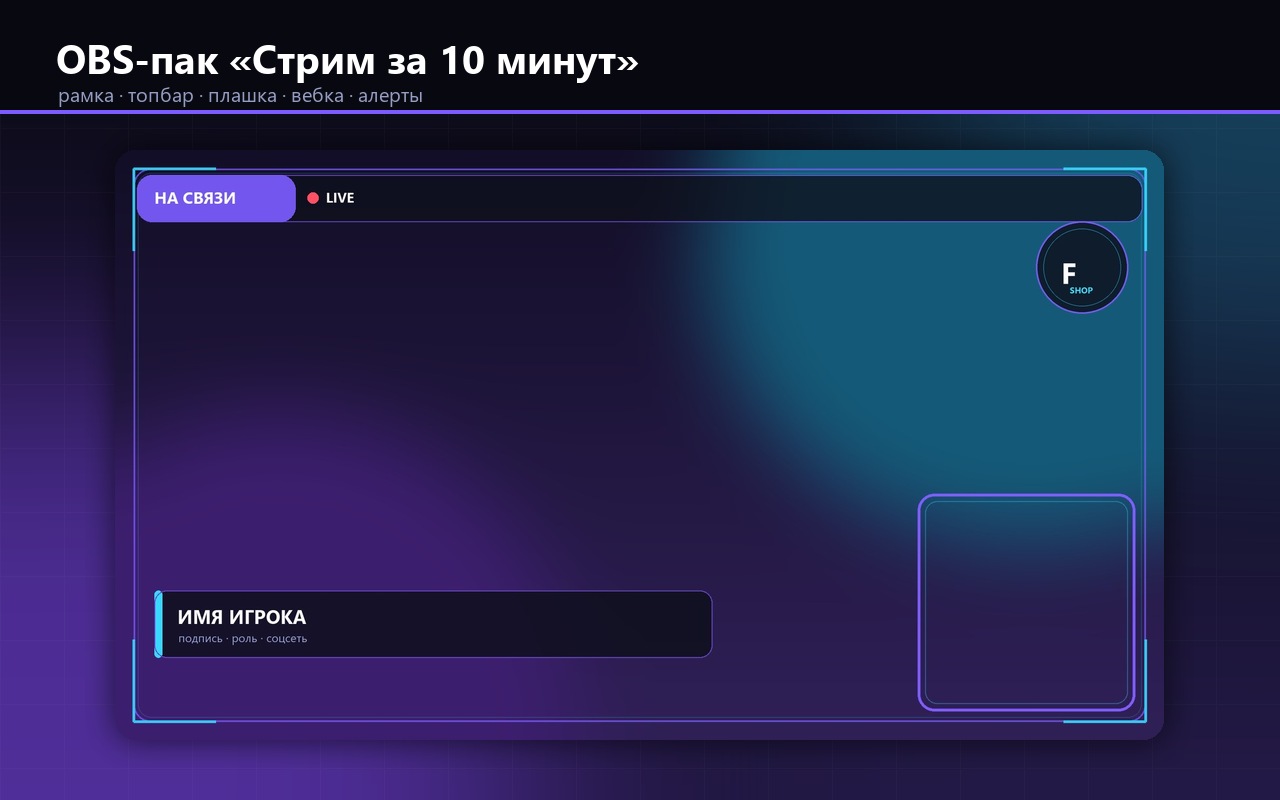 OBS-пак «Стрим за 10 минут»
рамка · топбар · плашка · вебка · алерты
НА СВЯЗИ
LIVE
F
SHOP
ИМЯ ИГРОКА
подпись · роль · соцсеть